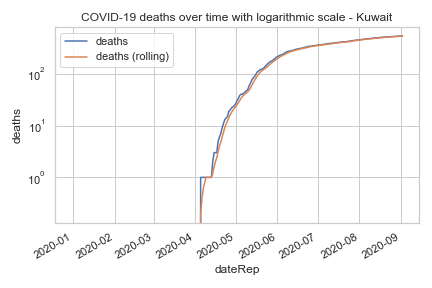 COVID-19 deaths over time with logarithmic scale - Kuwait
deaths
deaths (rolling)
10²
10¹
10⁰
deaths
2020-01
2020-02
2020-03
2020-04
2020-05
2020-06
2020-07
2020-08
2020-09
dateRep